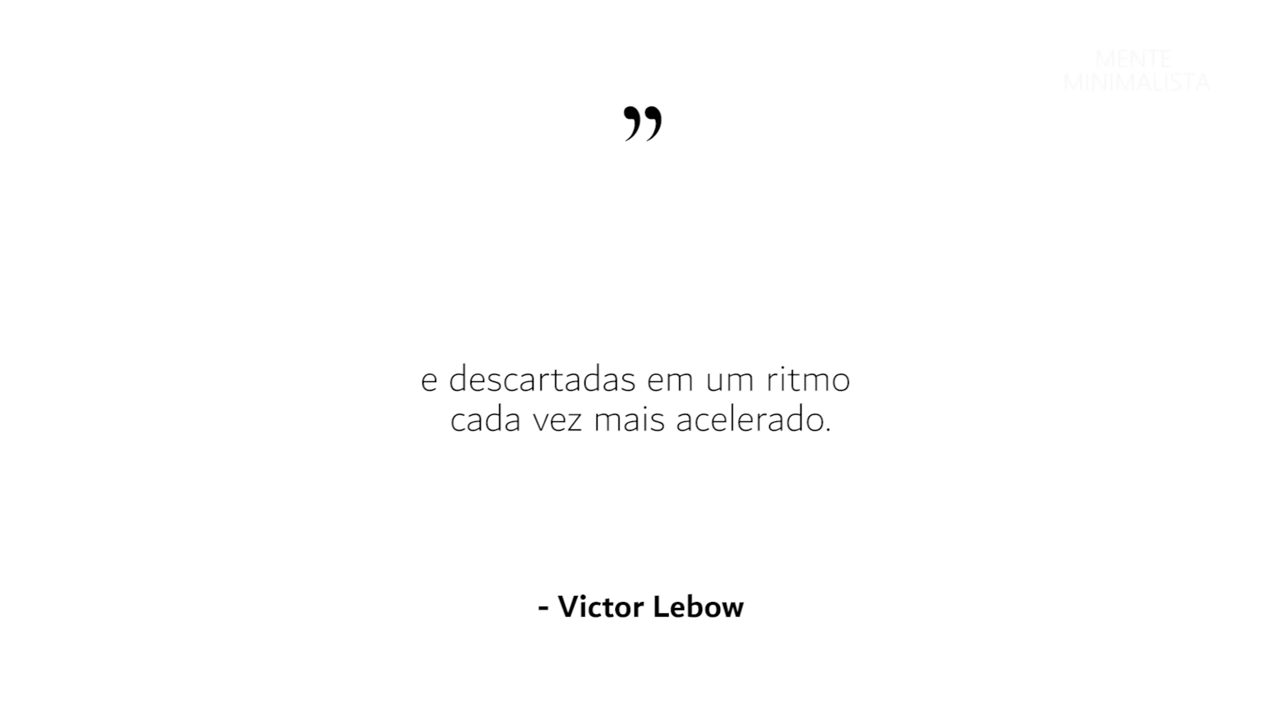 MENTE
MINIMALISTA
”
e descartadas em um ritmo
cada vez mais acelerado.
- Victor Lebow